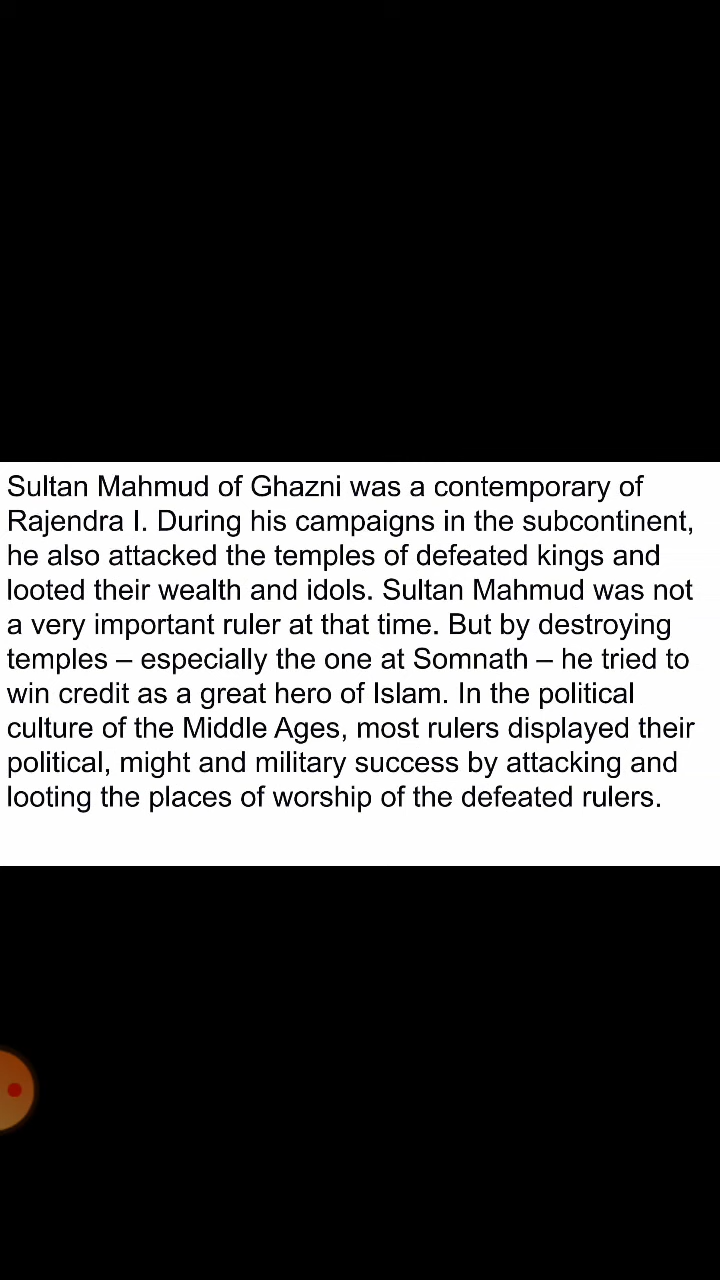 Sultan Mahmud of Ghazni was a contemporary of
Rajendra I. During his campaigns in the subcontinent,
he also attacked the temples of defeated kings and
looted their wealth and idols. Sultan Mahmud was not
a very important ruler at that time. But by destroying
temples – especially the one at Somnath – he tried to
win credit as a great hero of Islam. In the political
culture of the Middle Ages, most rulers displayed their
political, might and military success by attacking and
looting the places of worship of the defeated rulers.